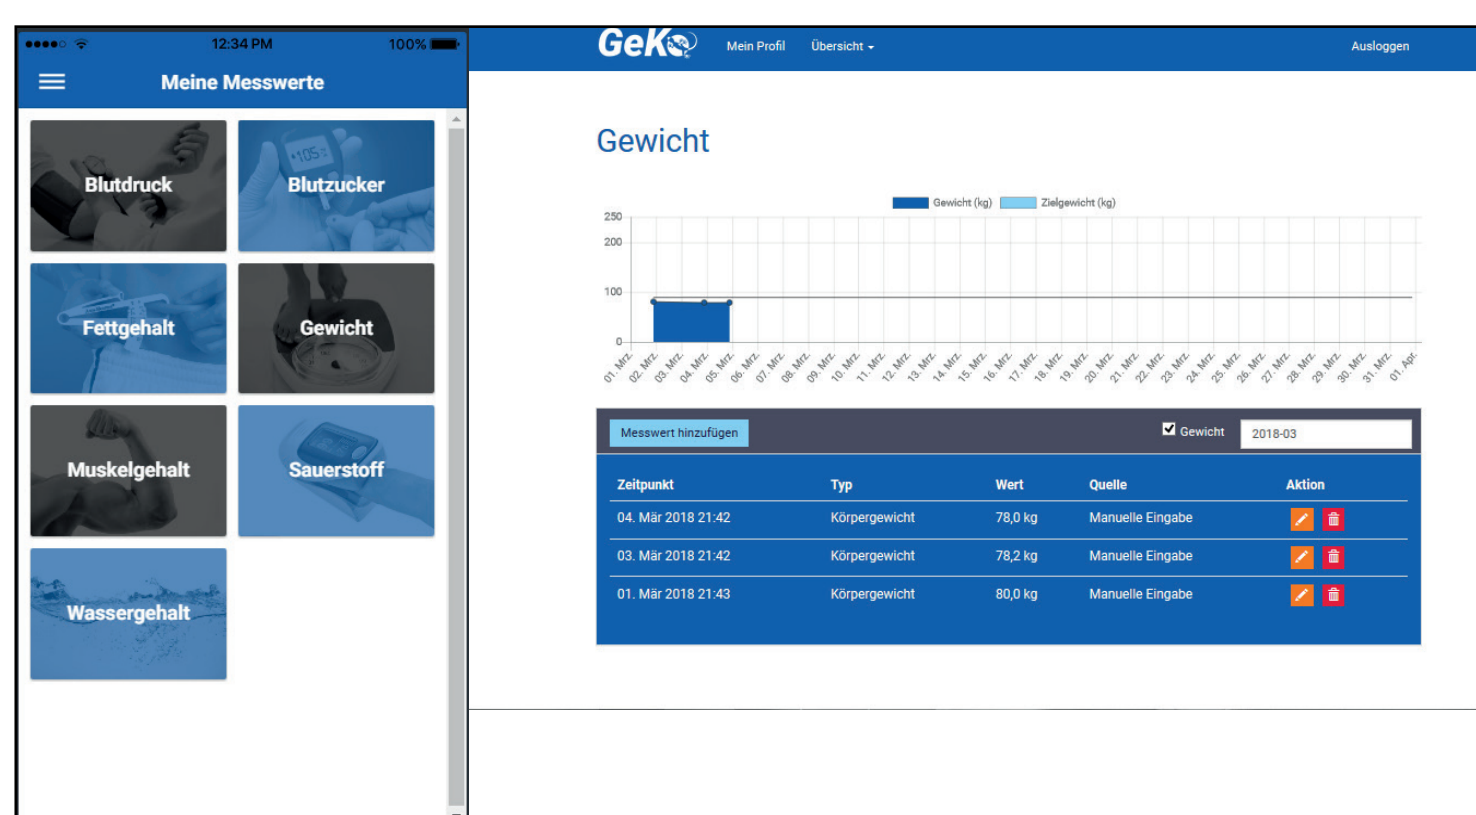 12:34 PM
100%
Meine Messwerte
Blutdruck
Blutzucker
Fettgehalt
Gewicht
Muskelgehalt
Sauerstoff
Wassergehalt
GeKo
Mein Profil
Übersicht
Ausloggen
Gewicht
Gewicht (kg)
Zielgewicht (kg)
250
200
100
0
01. Mrz.
02. Mrz.
03. Mrz.
04. Mrz.
05. Mrz.
06. Mrz.
07. Mrz.
08. Mrz.
09. Mrz.
10. Mrz.
11. Mrz.
12. Mrz.
13. Mrz.
14. Mrz.
15. Mrz.
16. Mrz.
17. Mrz.
18. Mrz.
19. Mrz.
20. Mrz.
21. Mrz.
22. Mrz.
23. Mrz.
24. Mrz.
25. Mrz.
26. Mrz.
27. Mrz.
28. Mrz.
29. Mrz.
30. Mrz.
31. Mrz.
01. Apr.
Messwert hinzufügen
Gewicht
2018-03
Zeitpunkt Typ Wert Quelle Aktion
04. Mär 2018 21:42 Körpergewicht 78,0 kg Manuelle Eingabe
03. Mär 2018 21:42 Körpergewicht 78,2 kg Manuelle Eingabe
01. Mär 2018 21:43 Körpergewicht 80,0 kg Manuelle Eingabe